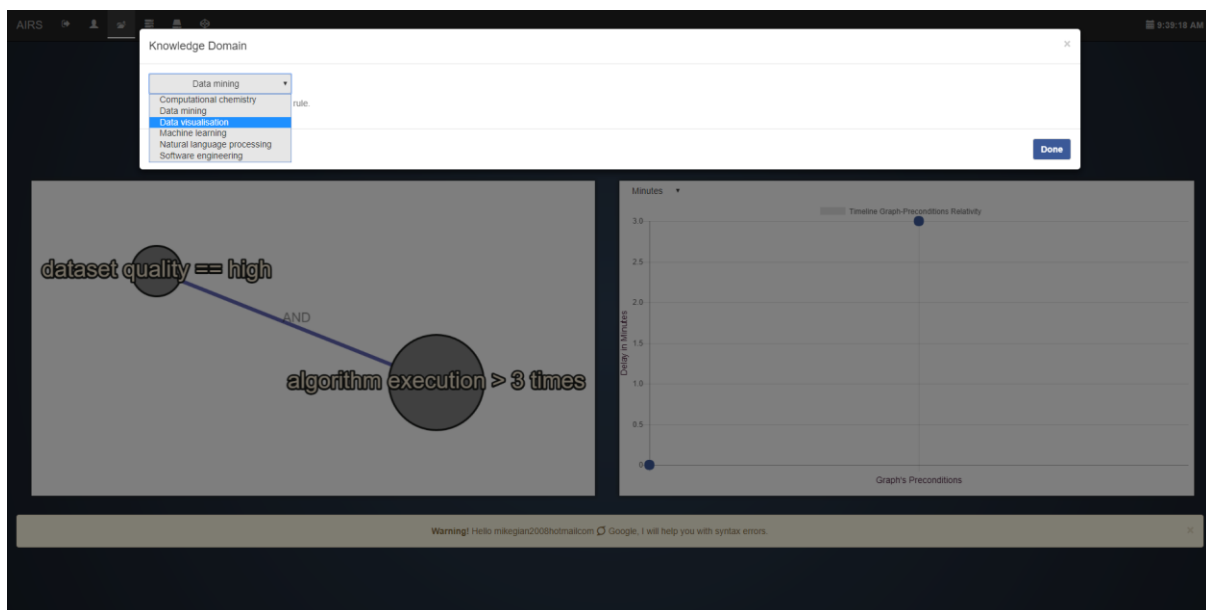 AIRS
9:39:18 AM
Knowledge Domain
×
Data mining
Computational chemistry
Data mining
Data visualisation
Machine learning
Natural language processing
Software engineering
rule.
Done
dataset quality == high
AND
algorithm execution > 3 times
Minutes
Timeline Graph-Preconditions Relativity
3.0
2.5
2.0
1.5
1.0
0.5
0
Delay in Minutes
Graph's Preconditions
Warning! Hello mikegian2008hotmailcom Google, I will help you with syntax errors.
×